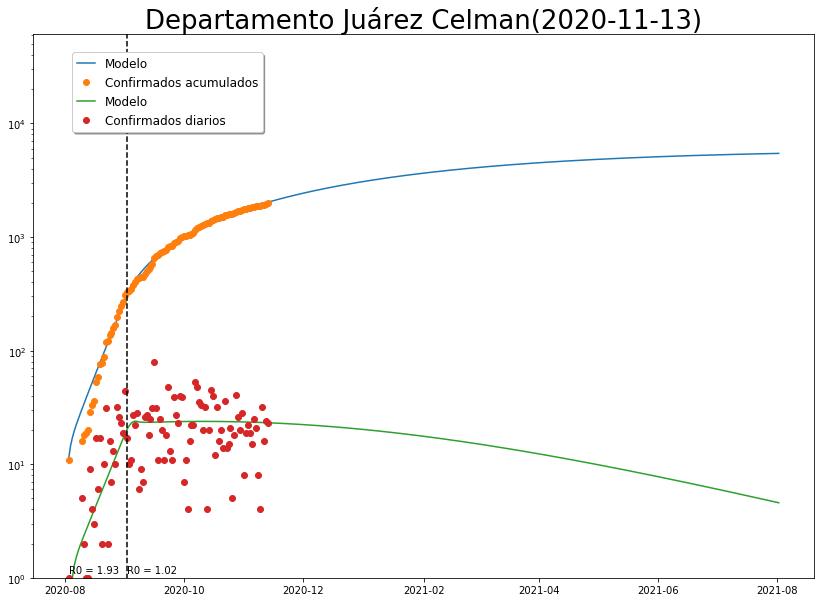 Departamento Juárez Celman(2020-11-13)
Modelo
Confirmados acumulados
Modelo
Confirmados diarios
10^4
10^3
10^2
10^1
10^0
R0 = 1.93 R0 = 1.02
2020-08 2020-10 2020-12 2021-02 2021-04 2021-06 2021-08